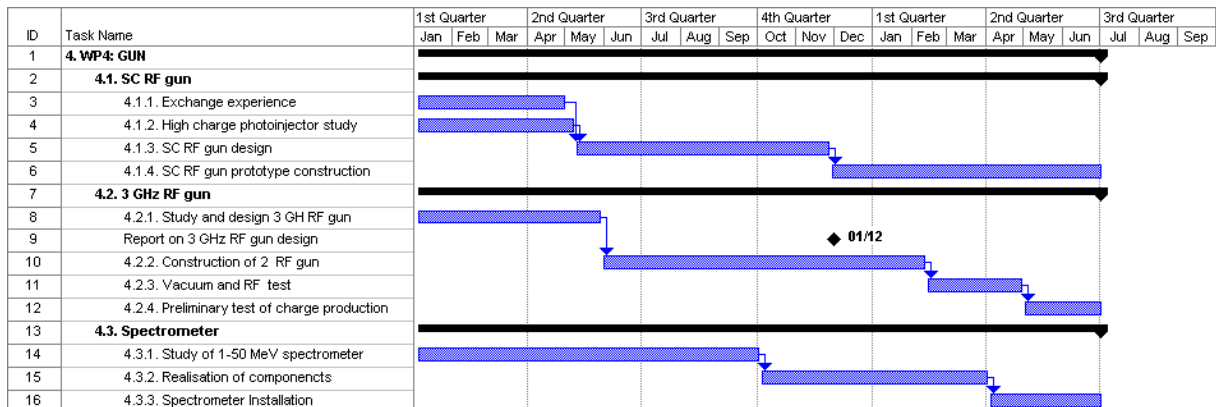 1st Quarter 2nd Quarter 3rd Quarter 4th Quarter 1st Quarter 2nd Quarter 3rd Quarter
ID Task Name Jan Feb Mar Apr May Jun Jul Aug Sep Oct Nov Dec Jan Feb Mar Apr May Jun Jul Aug Sep
1 4. WP4: GUN
2 4.1. SC RF gun
3 4.1.1. Exchange experience
4 4.1.2. High charge photoinjector study
5 4.1.3. SC RF gun design
6 4.1.4. SC RF gun prototype construction
7 4.2. 3 GHz RF gun
8 4.2.1. Study and design 3 GH RF gun
9 Report on 3 GHz RF gun design 01/12
10 4.2.2. Construction of 2 RF gun
11 4.2.3. Vacuum and RF test
12 4.2.4. Preliminary test of charge production
13 4.3. Spectrometer
14 4.3.1. Study of 1-50 MeV spectrometer
15 4.3.2. Realisation of componencts
16 4.3.3. Spectrometer Installation